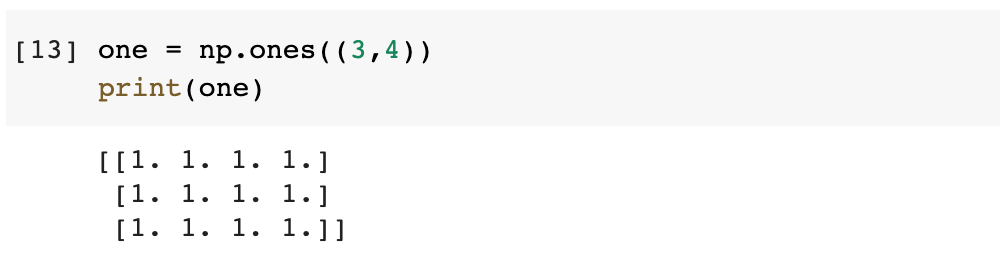 [13] one = np.ones((3,4))
print(one)
[[1. 1. 1. 1.]
[1. 1. 1. 1.]
[1. 1. 1. 1.]]